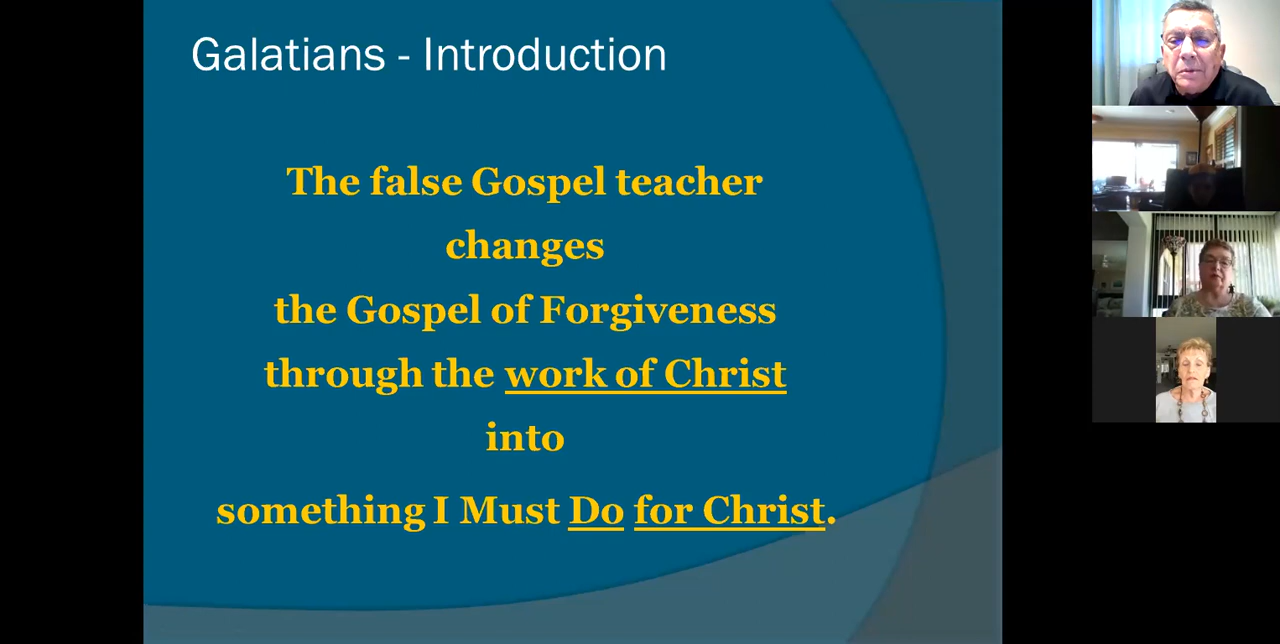 Galatians - Introduction
The false Gospel teacher
changes
the Gospel of Forgiveness
through the work of Christ
into
something I Must Do for Christ.